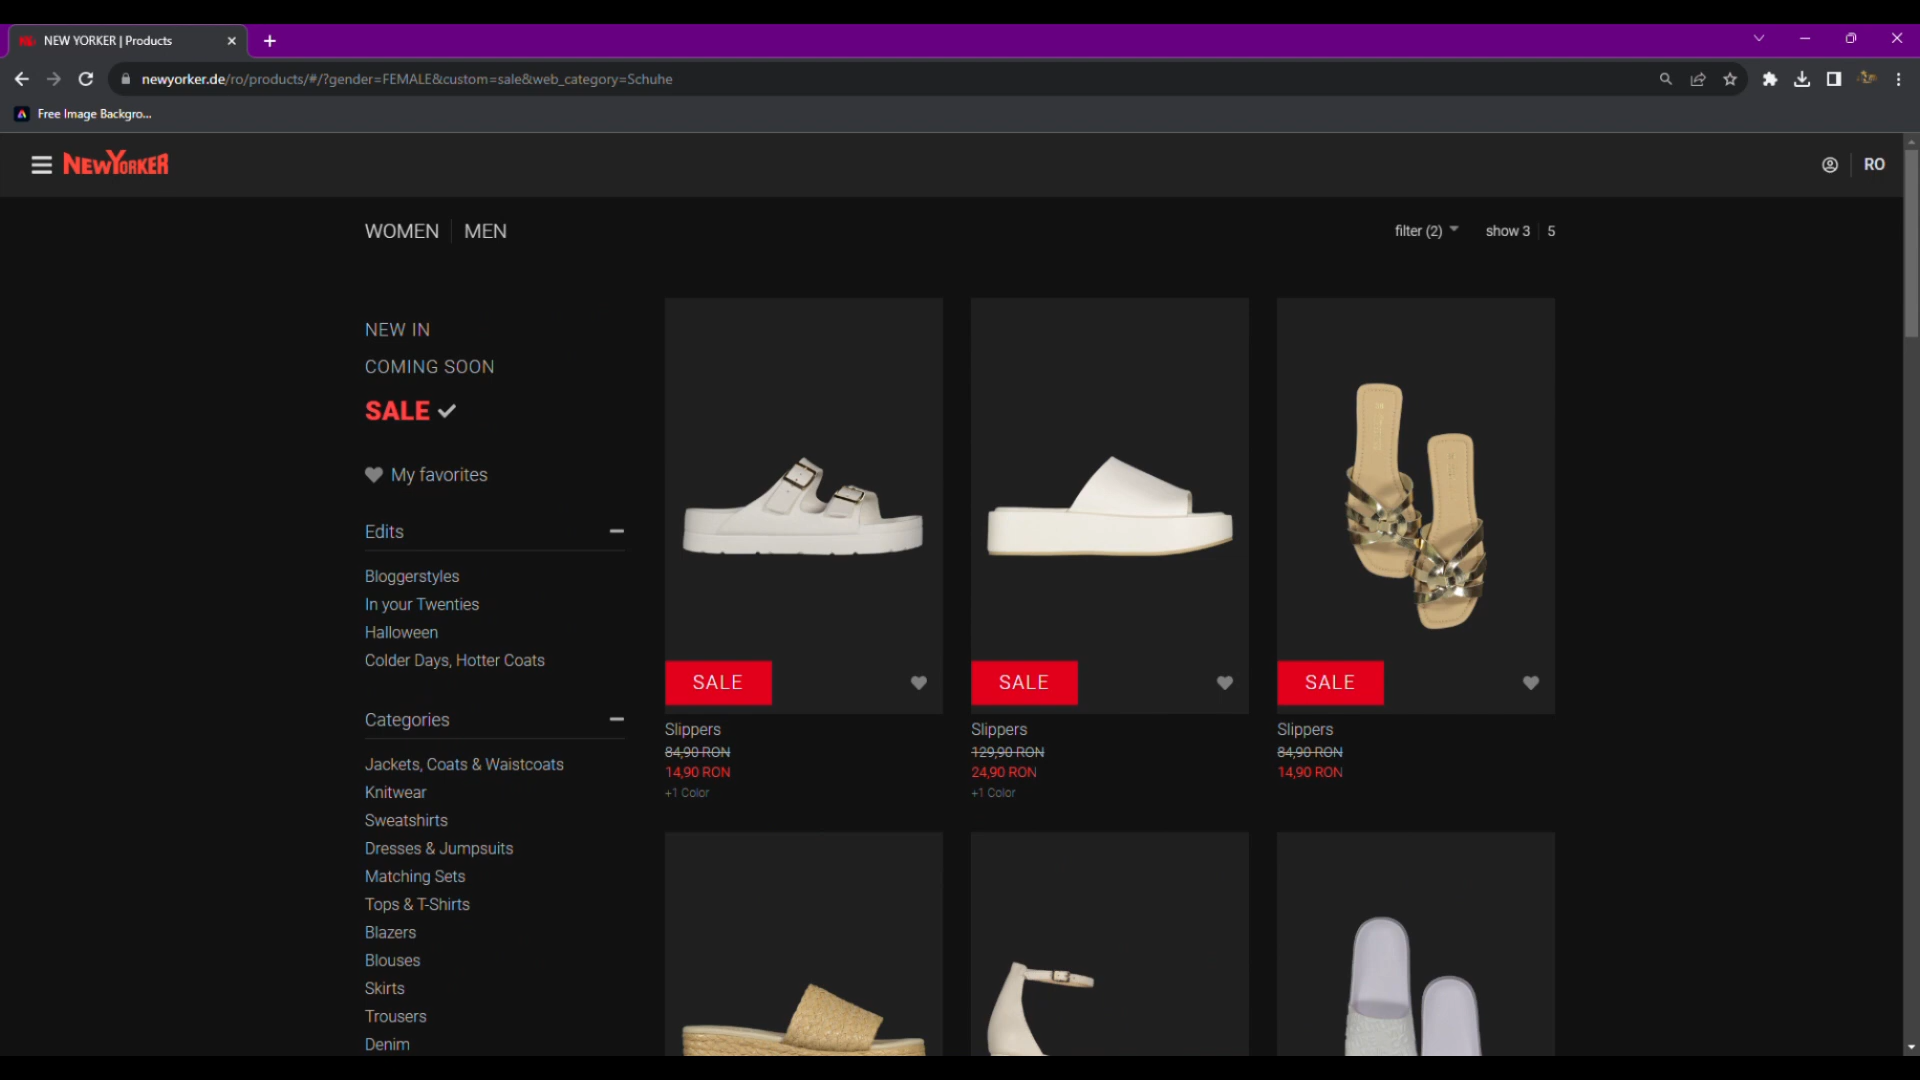 NEW YORKER | Products
newyorker.de/ro/products/#/?gender=FEMALE&custom=sale&web_category=Schuhe
Free Image Backgro...
NEWYORKER
RO
WOMEN MEN
filter (2) show 3 5
NEW IN
COMING SOON
SALE
My favorites
Edits
Bloggerstyles
In your Twenties
Halloween
Colder Days, Hotter Coats
Categories
Jackets, Coats & Waistcoats
Knitwear
Sweatshirts
Dresses & Jumpsuits
Matching Sets
Tops & T-Shirts
Blazers
Blouses
Skirts
Trousers
Denim
SALE
Slippers
84,90 RON
14,90 RON
+1 Color
SALE
Slippers
129,90 RON
24,90 RON
+1 Color
SALE
Slippers
84,90 RON
14,90 RON